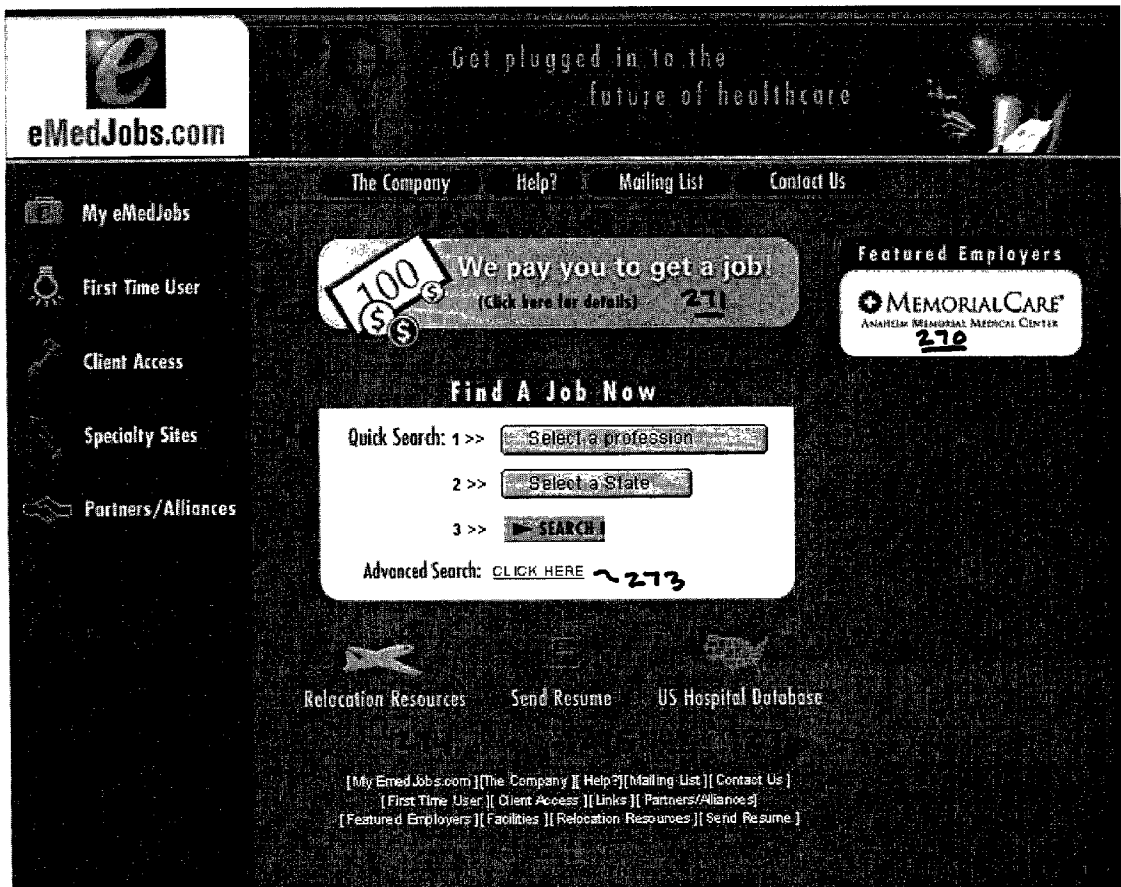 eMedJobs.com
Get plugged in to the
future of healthcare
The Company
Help?
Mailing List
Contact Us
My eMedJobs
First Time User
Client Access
Specialty Sites
Partners/Alliances
We pay you to get a job!
(Click here for details) 271
100
$
$
$
Featured Employers
MEMORIALCARE
ANAHEIM MEMORIAL MEDICAL CENTER
270
Find A Job Now
Quick Search: 1 >> Select a profession
2 >> Select a State
3 >> SEARCH
Advanced Search: CLICK HERE ~273
Relocation Resources
Send Resume
US Hospital Database
[My EmedJobs.com][The Company][Help?][Mailing List][Contact Us]
[First Time User][Client Access][Links][Partners/Alliances]
[Featured Employers][Facilities][Relocation Resources][Send Resume]